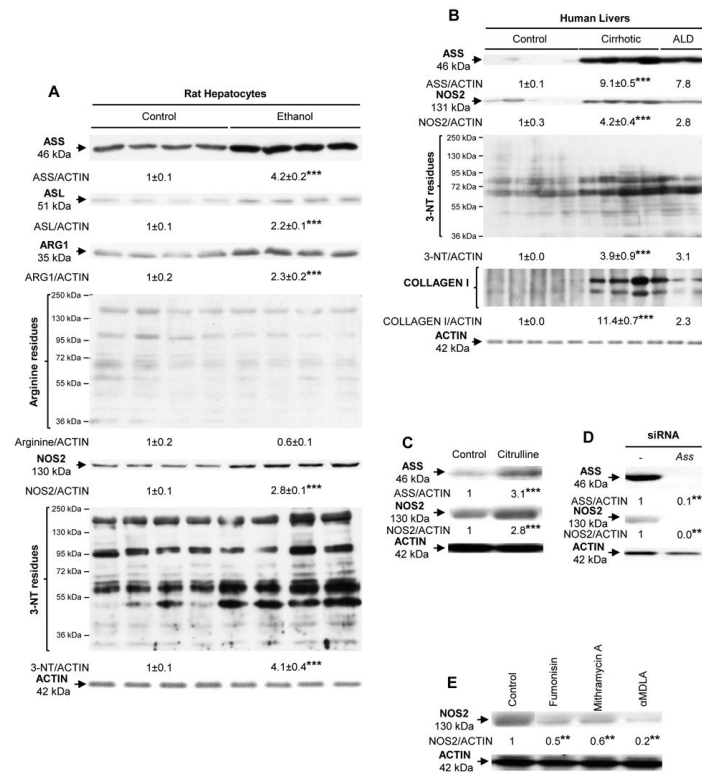 A
Rat Hepatocytes
Control Ethanol
ASS
46 kDa
ASS/ACTIN 1±0.1 4.2±0.2***
ASL
51 kDa
ASL/ACTIN 1±0.1 2.2±0.1***
ARG1
35 kDa
ARG1/ACTIN 1±0.2 2.3±0.2***
Arginine residues
250 kDa
130 kDa
95 kDa
72 kDa
55 kDa
36 kDa
Arginine/ACTIN 1±0.2 0.6±0.1
NOS2
130 kDa
NOS2/ACTIN 1±0.1 2.8±0.1***
3-NT residues
250 kDa
130 kDa
95 kDa
72 kDa
55 kDa
36 kDa
3-NT/ACTIN 1±0.1 4.1±0.4***
ACTIN
42 kDa
B
Human Livers
Control Cirrhotic ALD
ASS
46 kDa
ASS/ACTIN 1±0.1 9.1±0.5*** 7.8
NOS2
131 kDa
NOS2/ACTIN 1±0.3 4.2±0.4*** 2.8
3-NT residues
250 kDa
130 kDa
95 kDa
72 kDa
55 kDa
36 kDa
3-NT/ACTIN 1±0.0 3.9±0.9*** 3.1
COLLAGEN I
COLLAGEN I/ACTIN 1±0.0 11.4±0.7*** 2.3
ACTIN
42 kDa
C
Control Citrulline
ASS
46 kDa
ASS/ACTIN 1 3.1***
NOS2
130 kDa
NOS2/ACTIN 1 2.8***
ACTIN
42 kDa
D
siRNA
- Ass
ASS
46 kDa
ASS/ACTIN 1 0.1**
NOS2
130 kDa
NOS2/ACTIN 1 0.0**
ACTIN
42 kDa
E
Control
Fumonisin
Mithramycin A
αMDLA
NOS2
130 kDa
NOS2/ACTIN 1 0.5** 0.6** 0.2**
ACTIN
42 kDa